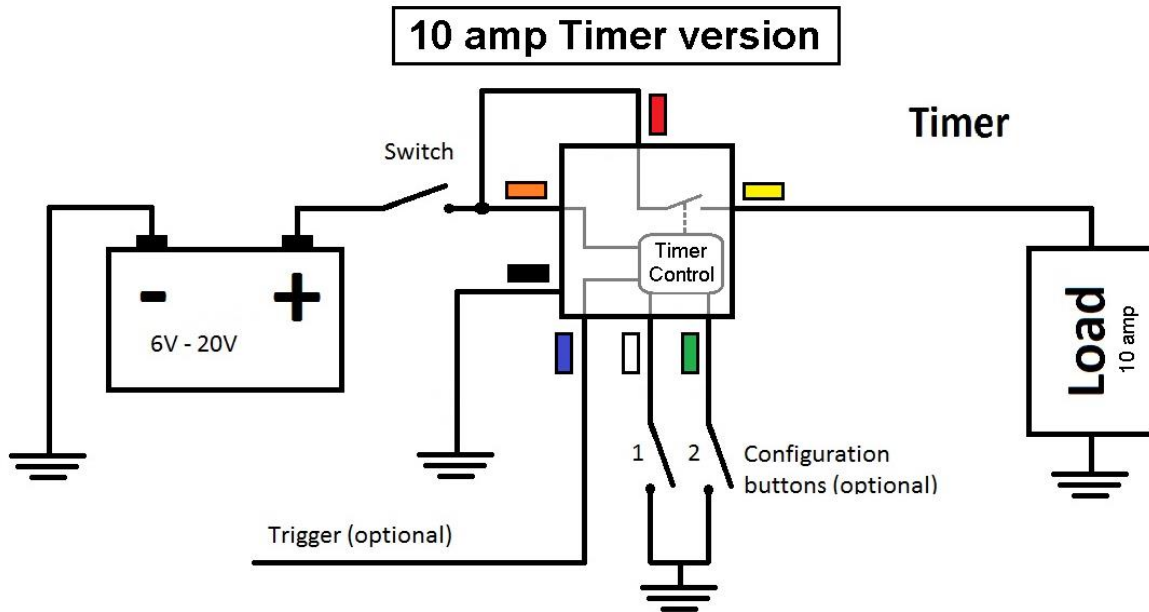 10 amp Timer version
Timer
Switch
Timer
Control
- +
6V - 20V
Load
10 amp
1 2 Configuration
buttons (optional)
Trigger (optional)